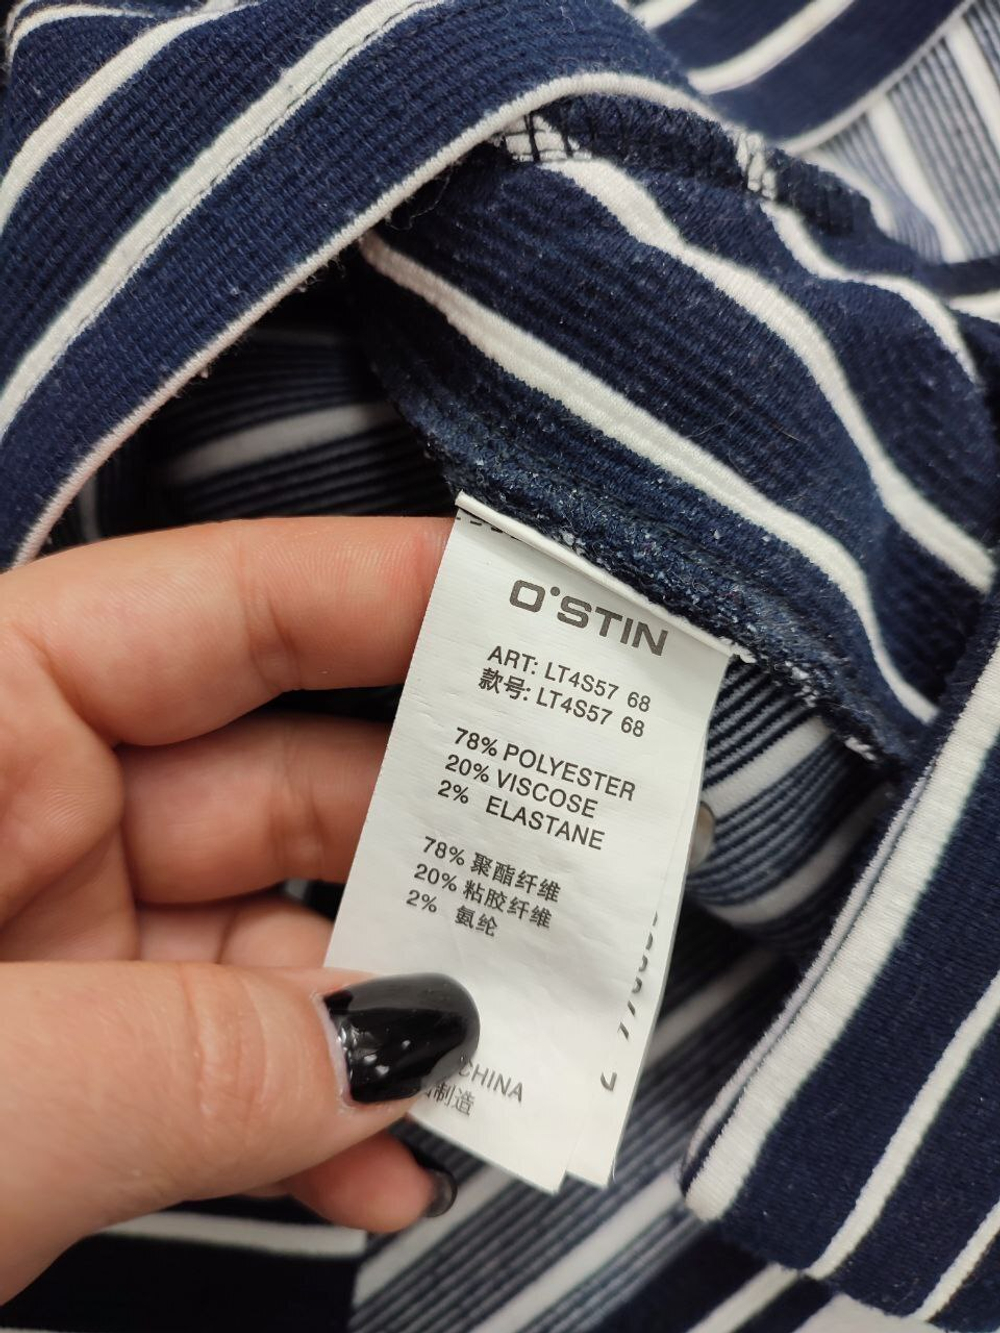 O'STIN
ART: LT4S57 68
款号: LT4S57 68
78% POLYESTER
20% VISCOSE
2% ELASTANE
78% 聚酯纤维
20% 粘胶纤维
2% 氨纶
CHINA
制造